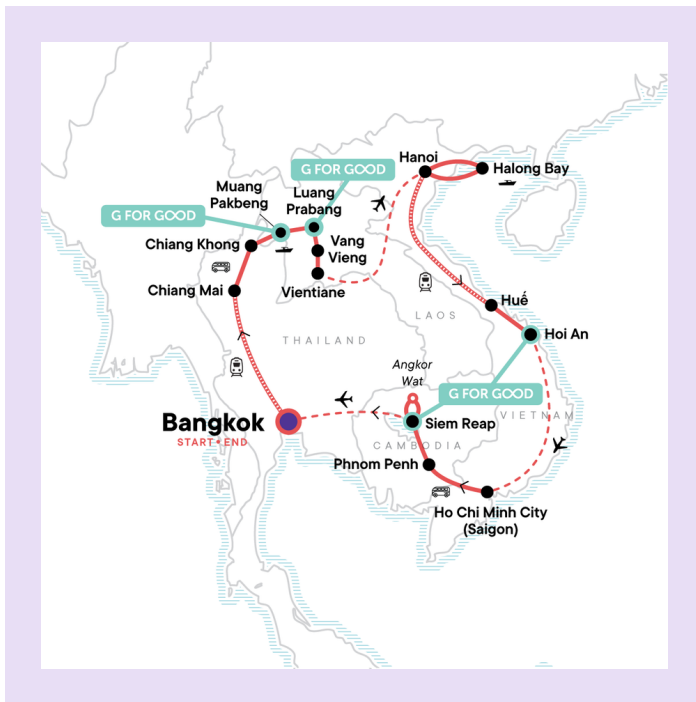 Hanoi
Halong Bay
G FOR GOOD
Muang
Pakbeng
Luang
Prabang
G FOR GOOD
Chiang Khong
Vang
Vieng
Chiang Mai
Vientiane
Huế
LAOS
Hoi An
THAILAND
Angkor
Wat
G FOR GOOD
Bangkok
START•END
Siem Reap
VIETNAM
CAMBODIA
Phnom Penh
Ho Chi Minh City
(Saigon)